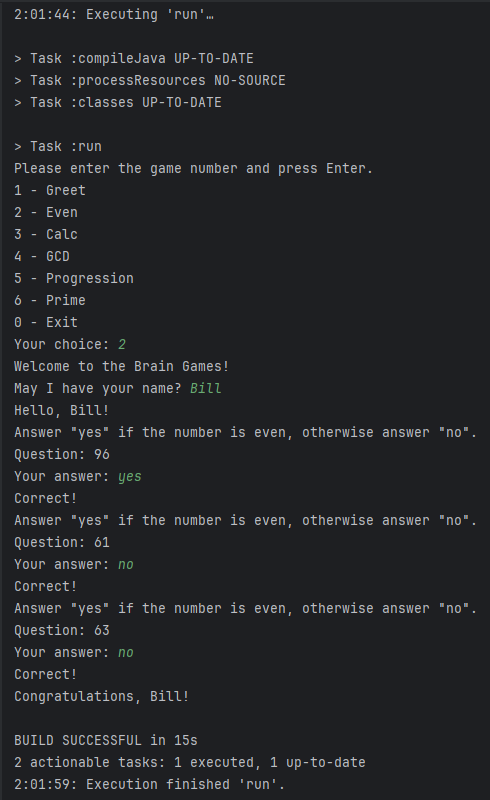 2:01:44: Executing 'run'…
> Task :compileJava UP-TO-DATE
> Task :processResources NO-SOURCE
> Task :classes UP-TO-DATE
> Task :run
Please enter the game number and press Enter.
1 - Greet
2 - Even
3 - Calc
4 - GCD
5 - Progression
6 - Prime
0 - Exit
Your choice: 2
Welcome to the Brain Games!
May I have your name? Bill
Hello, Bill!
Answer "yes" if the number is even, otherwise answer "no".
Question: 96
Your answer: yes
Correct!
Answer "yes" if the number is even, otherwise answer "no".
Question: 61
Your answer: no
Correct!
Answer "yes" if the number is even, otherwise answer "no".
Question: 63
Your answer: no
Correct!
Congratulations, Bill!
BUILD SUCCESSFUL in 15s
2 actionable tasks: 1 executed, 1 up-to-date
2:01:59: Execution finished 'run'.